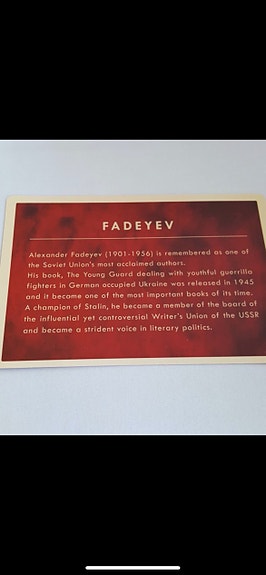 FADEYEV
Alexander Fadeyev (1901-1956) is remembered as one of
the Soviet Union's most acclaimed authors.
His book, The Young Guard dealing with youthful guerrilla
fighters in German occupied Ukraine was released in 1945
and it became one of the most important books of its time.
A champion of Stalin, he became a member of the board of
the influential yet controversial Writer's Union of the USSR
and became a strident voice in literary politics.